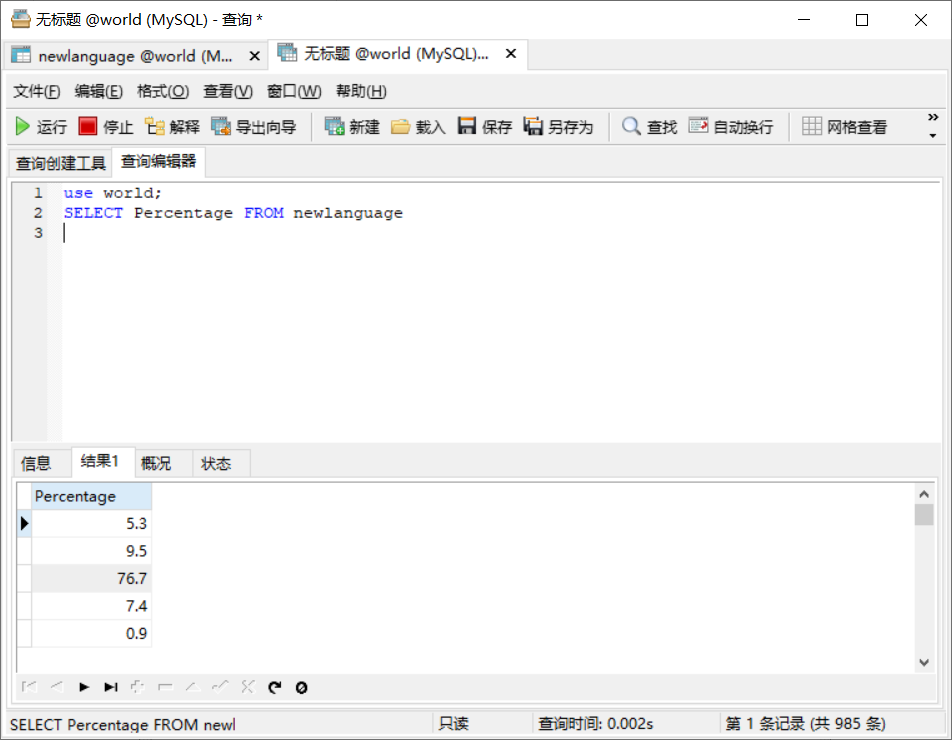 无标题 @world (MySQL) - 查询 *
newlanguage @world (M... 无标题 @world (MySQL)...
文件(F) 编辑(E) 格式(O) 查看(V) 窗口(W) 帮助(H)
运行 停止 解释 导出向导 新建 载入 保存 另存为 查找 自动换行 网格查看
查询创建工具 查询编辑器
1 use world;
2 SELECT Percentage FROM newlanguage
3
信息 结果1 概况 状态
Percentage
5.3
9.5
76.7
7.4
0.9
SELECT Percentage FROM newl 只读 查询时间: 0.002s 第 1 条记录 (共 985 条)